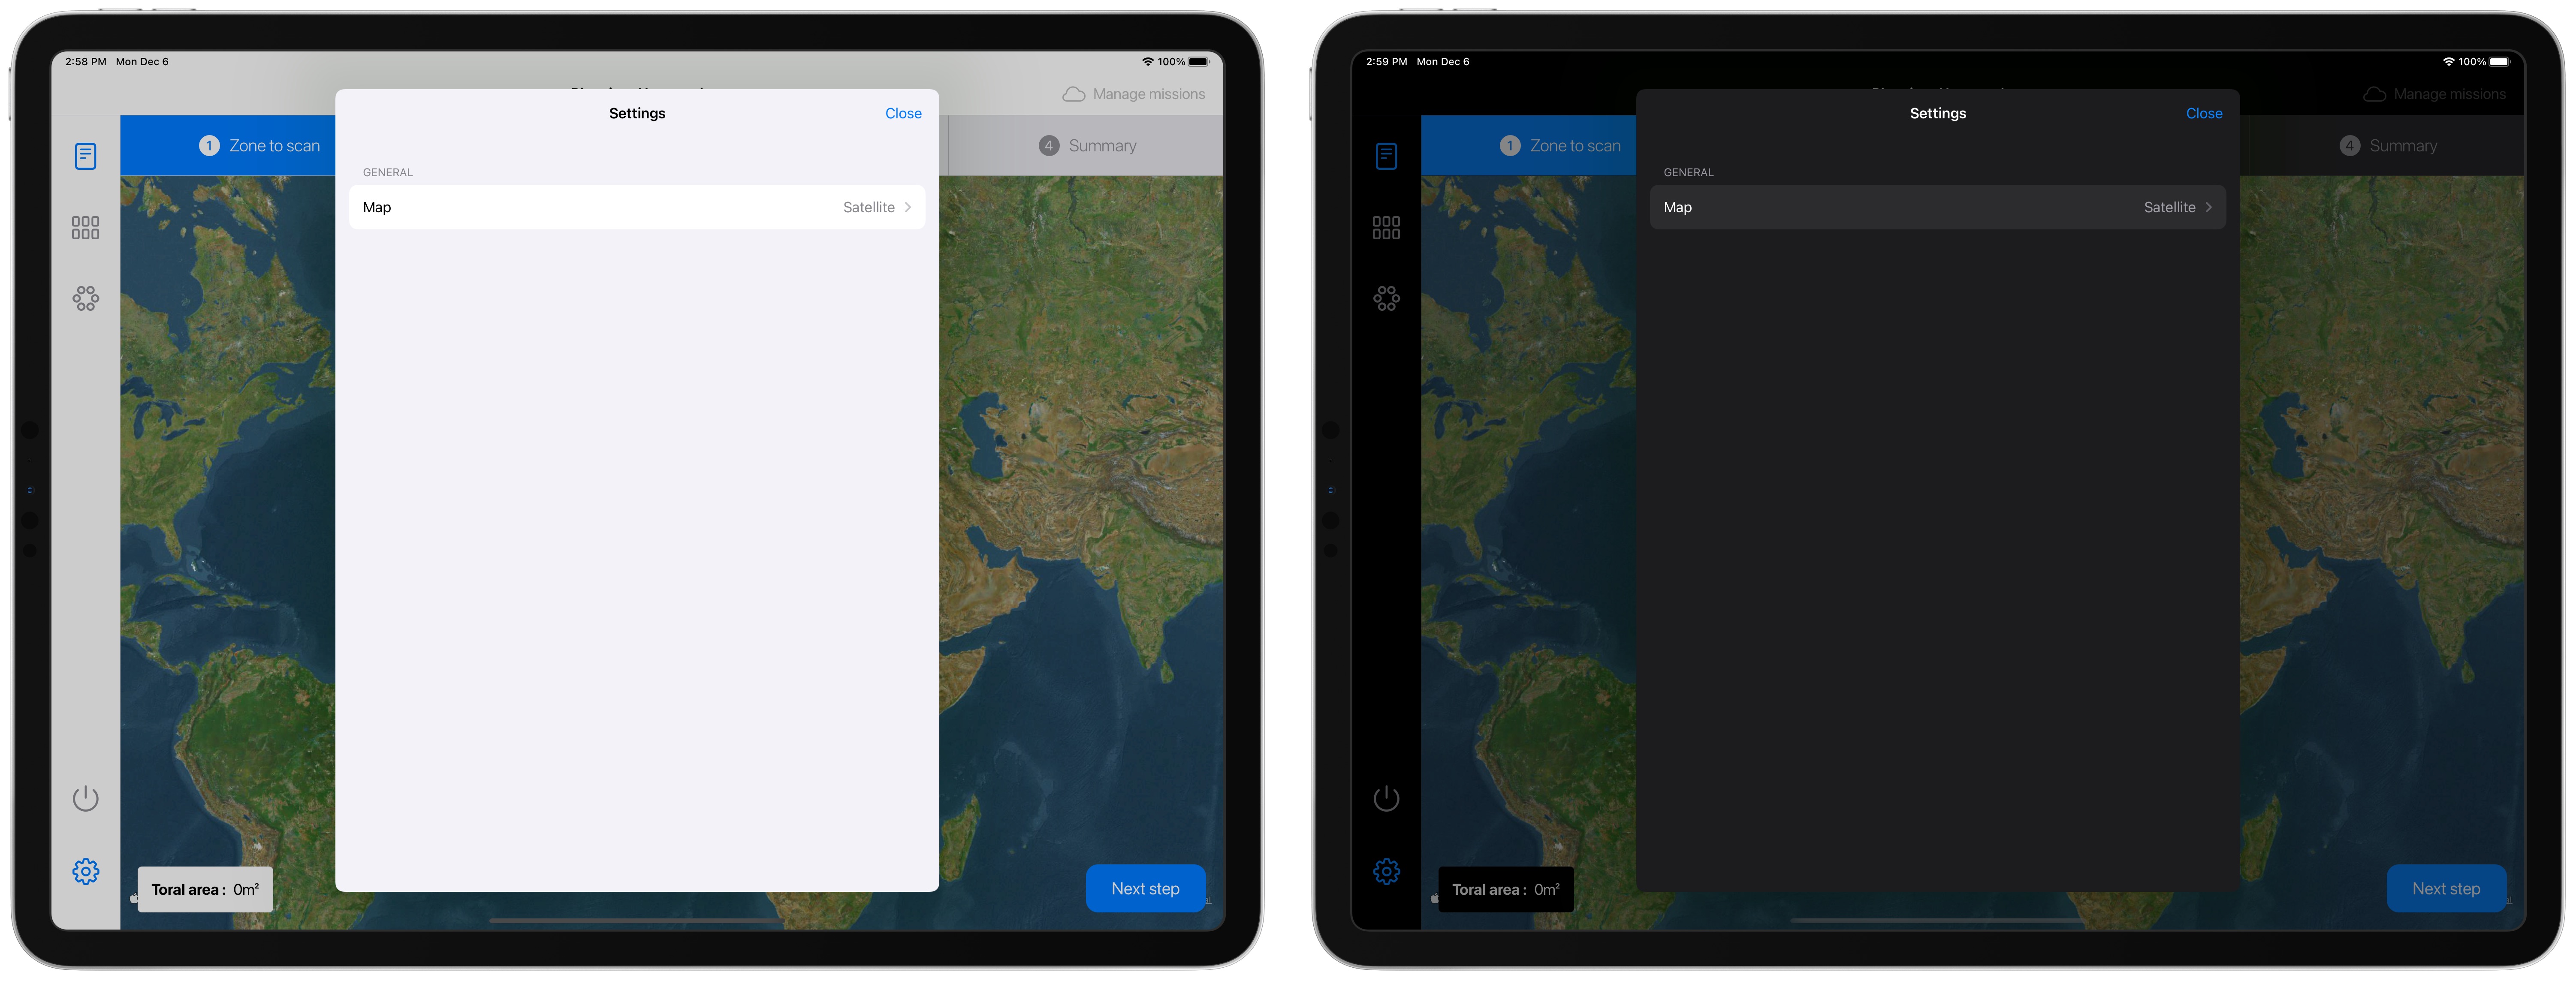 2:58 PM Mon Dec 6
100%
Manage missions
Settings
Close
1 Zone to scan
4 Summary
GENERAL
Map
Satellite
Toral area : 0m²
Next step
2:59 PM Mon Dec 6
100%
Manage missions
Settings
Close
1 Zone to scan
4 Summary
GENERAL
Map
Satellite
Toral area : 0m²
Next step